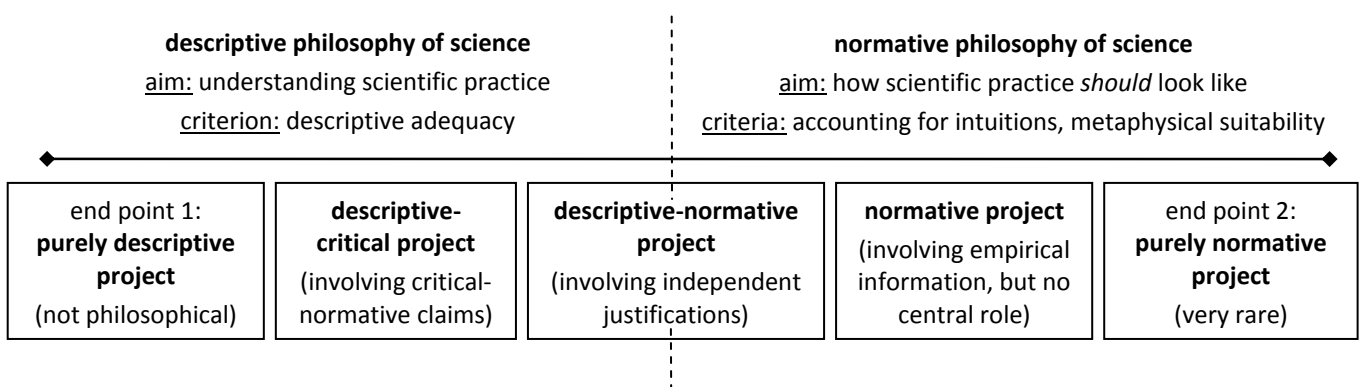 descriptive philosophy of science
aim: understanding scientific practice
criterion: descriptive adequacy
normative philosophy of science
aim: how scientific practice should look like
criteria: accounting for intuitions, metaphysical suitability
end point 1:
purely descriptive
project
(not philosophical)
descriptive-
critical project
(involving critical-
normative claims)
descriptive-normative
project
(involving independent
justifications)
normative project
(involving empirical
information, but no
central role)
end point 2:
purely normative
project
(very rare)